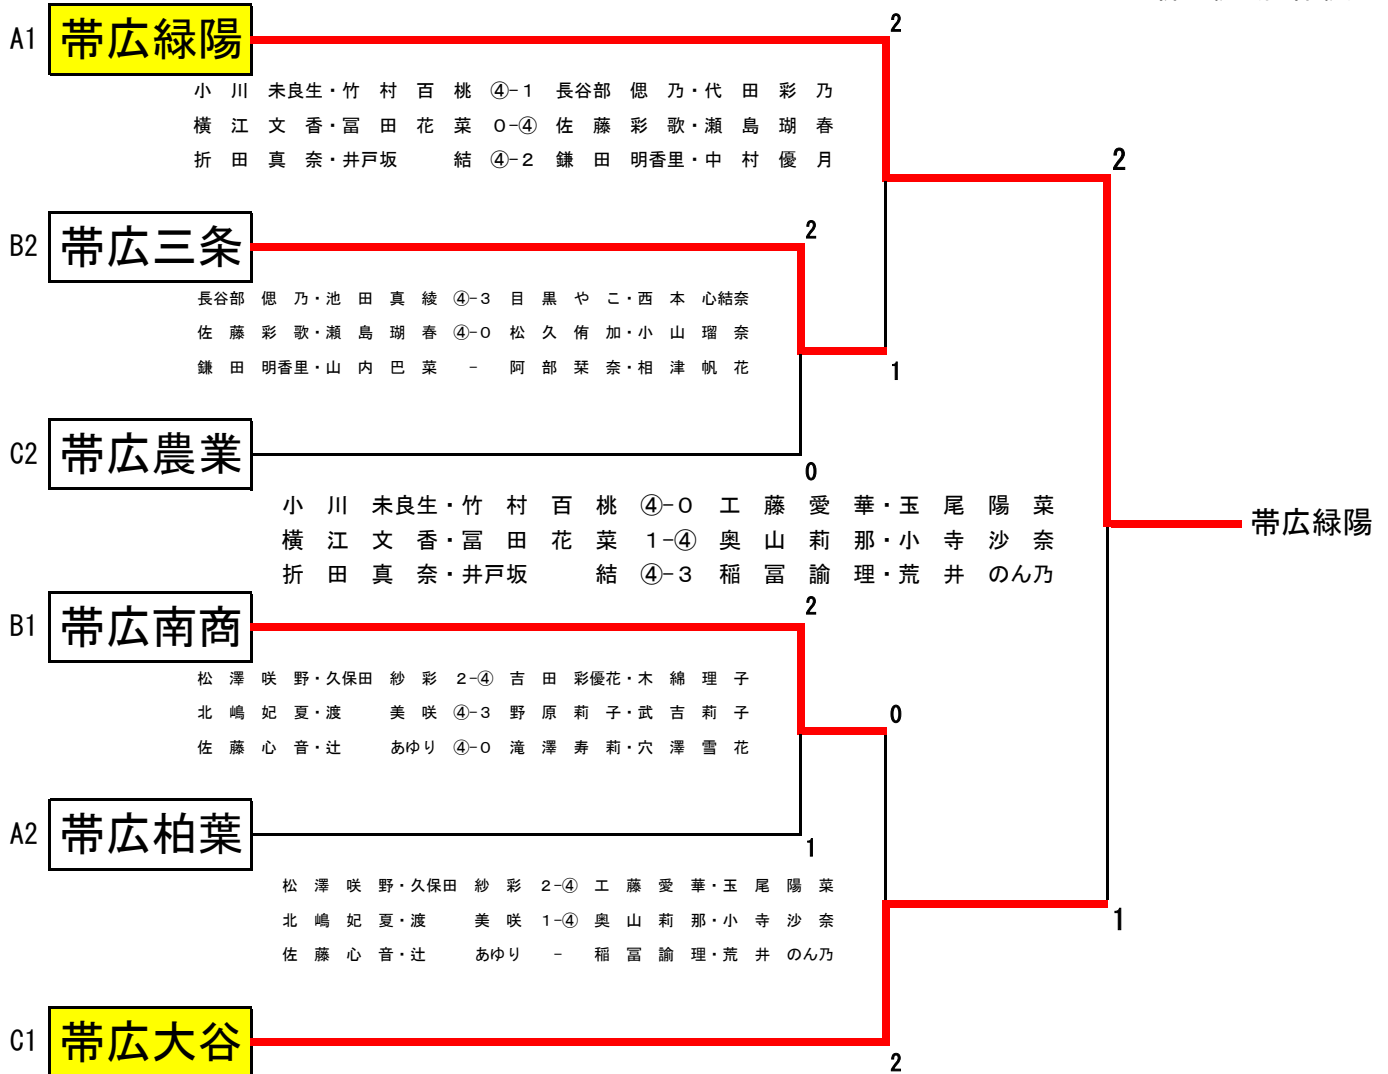 2
A1 帯広緑陽
小川 未良生・竹村 百桃 ④-1 長谷部 偲乃・代田 彩乃
横江 文香・冨田 花菜 0-④ 佐藤 彩歌・瀬島 瑚春
折田 真奈・井戸坂 結 ④-2 鎌田 明香里・中村 優月
2
2
B2 帯広三条
長谷部 偲乃・池田 真綾 ④-3 目黒 やこ・西本 心結奈
佐藤 彩歌・瀬島 瑚春 ④-0 松久 侑加・小山 瑠奈
鎌田 明香里・山内 巴菜 - 阿部 栞奈・相津 帆花
1
C2 帯広農業
0
小川 未良生・竹村 百桃 ④-0 工藤 愛華・玉尾 陽菜
横江 文香・冨田 花菜 1-④ 奥山 莉那・小寺 沙奈
折田 真奈・井戸坂 結 ④-3 稲冨 諭理・荒井 のん乃
帯広緑陽
2
B1 帯広南商
松澤 咲野・久保田 紗彩 2-④ 吉田 彩優花・木綿 理子
北嶋 妃夏・渡 美咲 ④-3 野原 莉子・武吉 莉子
佐藤 心音・辻 あゆり ④-0 滝澤 寿莉・穴澤 雪花
0
A2 帯広柏葉
1
松澤 咲野・久保田 紗彩 2-④ 工藤 愛華・玉尾 陽菜
北嶋 妃夏・渡 美咲 1-④ 奥山 莉那・小寺 沙奈
佐藤 心音・辻 あゆり - 稲冨 諭理・荒井 のん乃
1
C1 帯広大谷
2